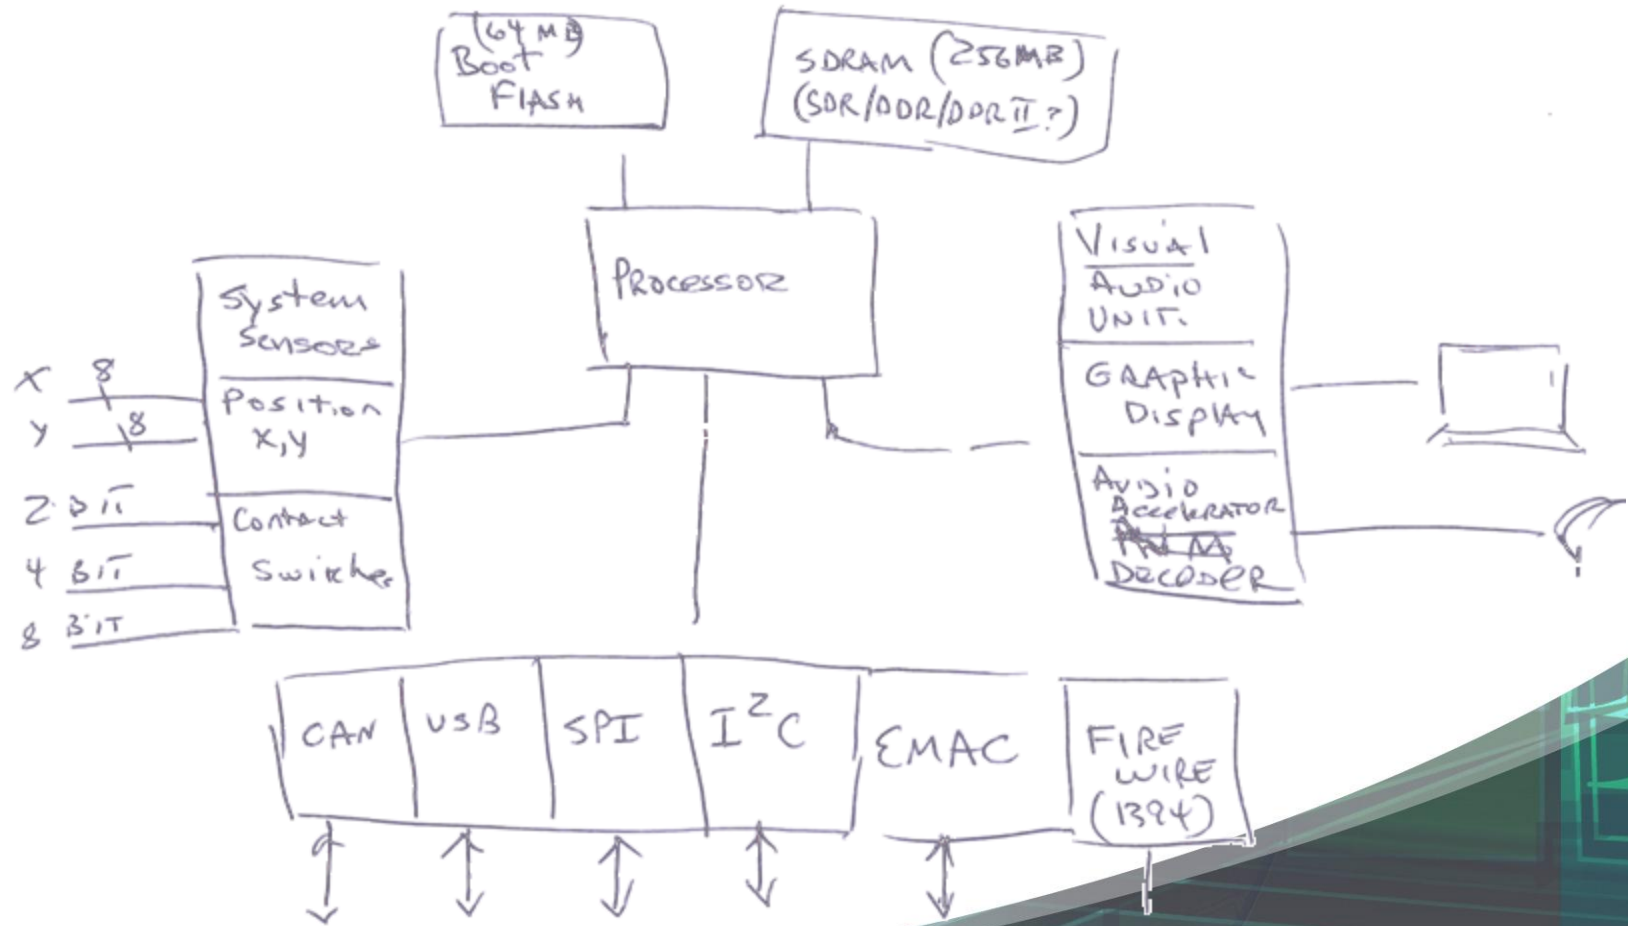 (64 MB)
Boot
FlASH
SDRAM (256MB)
(SDR/DDR/DDR II?)
PROCESSOR
System
Sensors
Position
X,Y
Contact
Switches
X 8
Y 8
2 BIT
4 BIT
8 BIT
VISUAl
AUDiO
UNIT.
GRAphic
DisplAy
AUDiO
AccelERATOR
DECODER
CAN
USB
SPI
I²C
EMAC
FIRE
WIRE
(1394)